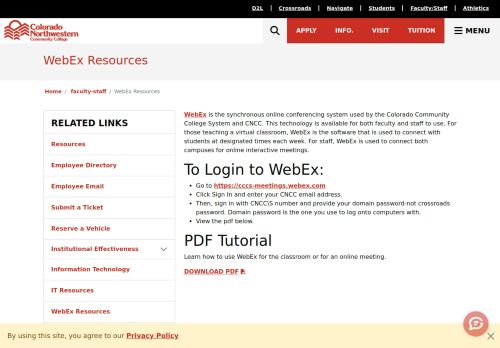 D2L | Crossroads | Navigate | Students | Faculty/Staff | Athletics
Colorado
Northwestern
Community College
APPLY INFO. VISIT TUITION MENU
WebEx Resources
Home / faculty-staff / WebEx Resources
RELATED LINKS
Resources
Employee Directory
Employee Email
Submit a Ticket
Reserve a Vehicle
Institutional Effectiveness
Information Technology
IT Resources
WebEx Resources
WebEx is the synchronous online conferencing system used by the Colorado Community
College System and CNCC. This technology is available for both faculty and staff to use. For
those teaching a virtual classroom, WebEx is the software that is used to connect with
students at designated times each week. For staff, WebEx is used to connect both
campuses for online interactive meetings.
To Login to WebEx:
• Go to https://cccs-meetings.webex.com
• Click Sign In and enter your CNCC email address.
• Then, sign in with CNCC\S number and provide your domain password-not crossroads
password. Domain password is the one you use to log onto computers with.
• View the pdf below.
PDF Tutorial
Learn how to use WebEx for the classroom or for an online meeting.
DOWNLOAD PDF
By using this site, you agree to our Privacy Policy